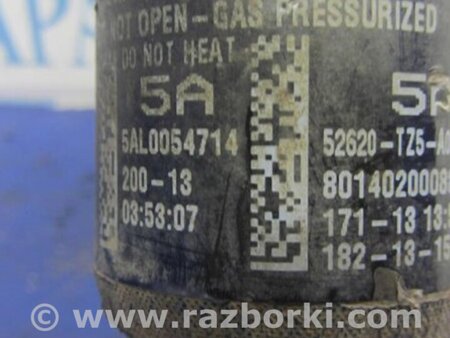 NOT OPEN-GAS PRESSURIZED
DO NOT HEAT
5A
5AL0054714
200-13
03:53:07
52620-TZ5-A0
8014020008
171-13 13:
182-13-15
© www.razborki.com